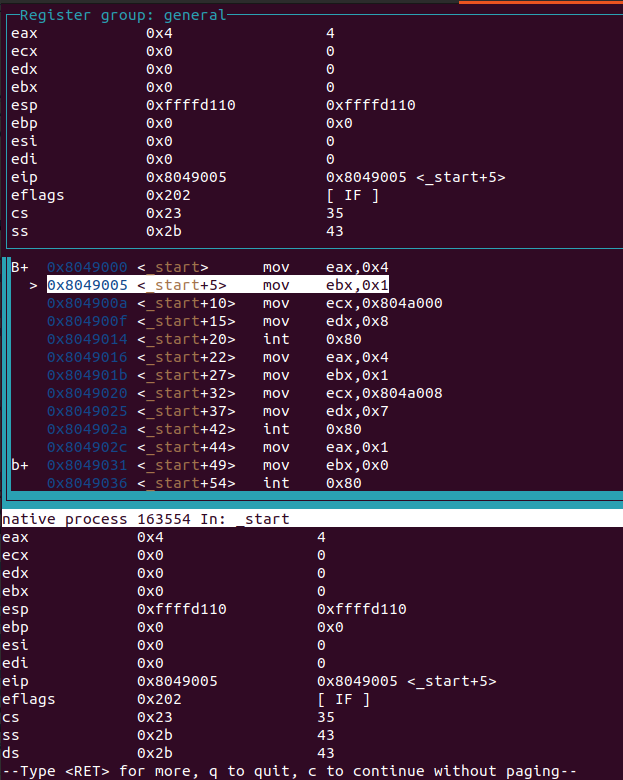 Register group: general
eax 0x4 4
ecx 0x0 0
edx 0x0 0
ebx 0x0 0
esp 0xffffd110 0xffffd110
ebp 0x0 0x0
esi 0x0 0
edi 0x0 0
eip 0x8049005 0x8049005 <_start+5>
eflags 0x202 [ IF ]
cs 0x23 35
ss 0x2b 43
B+ 0x8049000 <_start> mov eax,0x4
> 0x8049005 <_start+5> mov ebx,0x1
0x804900a <_start+10> mov ecx,0x804a000
0x804900f <_start+15> mov edx,0x8
0x8049014 <_start+20> int 0x80
0x8049016 <_start+22> mov eax,0x4
0x804901b <_start+27> mov ebx,0x1
0x8049020 <_start+32> mov ecx,0x804a008
0x8049025 <_start+37> mov edx,0x7
0x804902a <_start+42> int 0x80
0x804902c <_start+44> mov eax,0x1
b+ 0x8049031 <_start+49> mov ebx,0x0
0x8049036 <_start+54> int 0x80
native process 163554 In: _start
eax 0x4 4
ecx 0x0 0
edx 0x0 0
ebx 0x0 0
esp 0xffffd110 0xffffd110
ebp 0x0 0x0
esi 0x0 0
edi 0x0 0
eip 0x8049005 0x8049005 <_start+5>
eflags 0x202 [ IF ]
cs 0x23 35
ss 0x2b 43
ds 0x2b 43
--Type <RET> for more, q to quit, c to continue without paging--